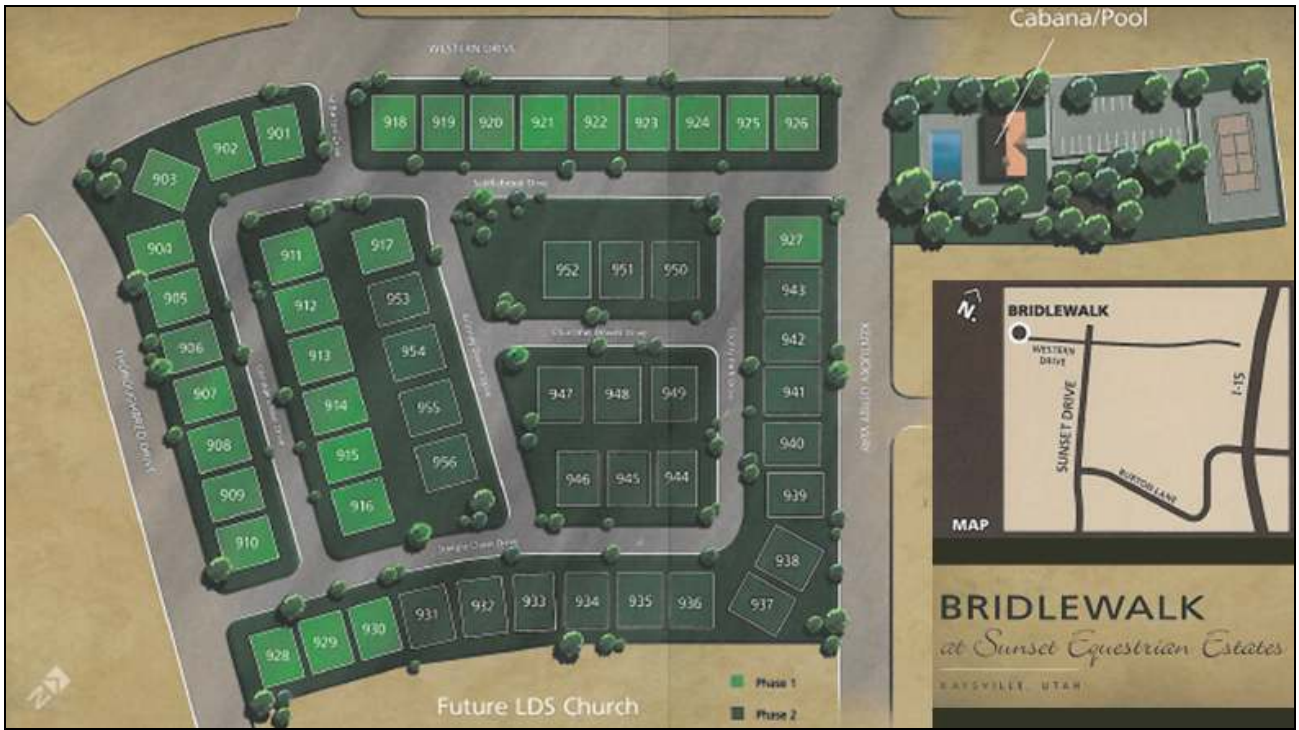 Cabana/Pool
WESTERN DRIVE
918 919 920 921 922 923 924 925 926
901
902
903
904
905
906
907
908
909
910
911
912
913
914
915
916
917
953
954
955
956
952 951 950
947 948 949
946 945 944
927
943
942
941
940
939
938
937
928 929 930 931 932 933 934 935 936
THOROUGHBRED DRIVE
Future LDS Church
Phase 1
Phase 2
N
N.
BRIDLEWALK
WESTERN
DRIVE
SUNSET DRIVE
I-15
BURTON LANE
MAP
BRIDLEWALK
at Sunset Equestrian Estates
KAYSVILLE, UTAH